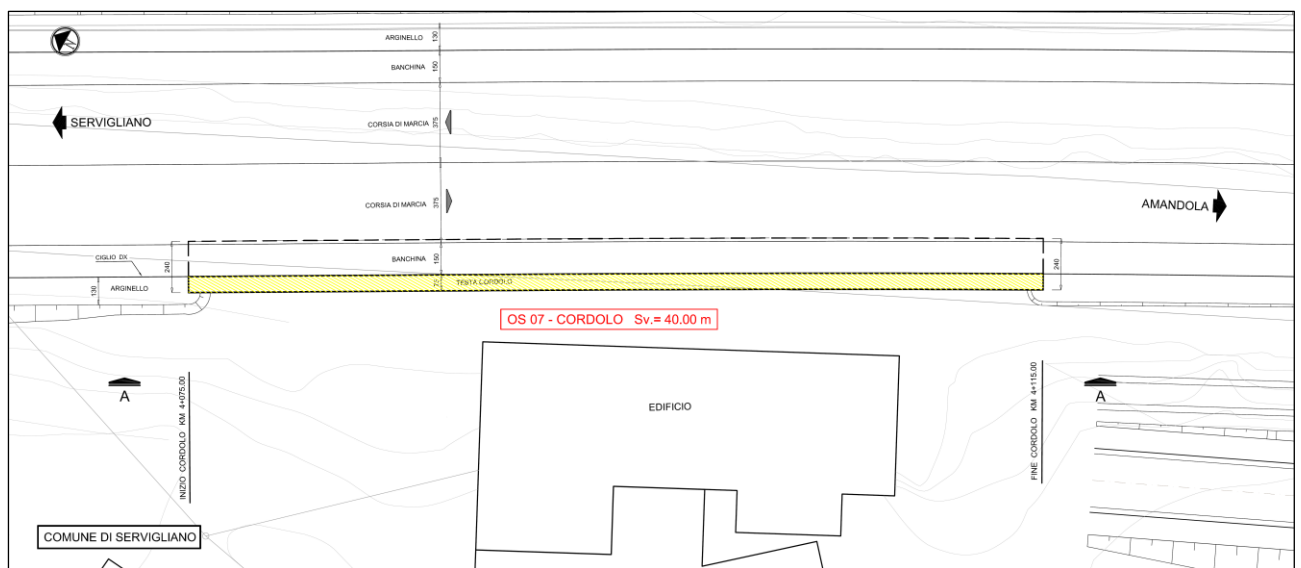 N
ARGINELLO 130
BANCHINA 150
SERVIGLIANO
CORSIA DI MARCIA 375
CORSIA DI MARCIA 375
AMANDOLA
CIGLIO DX
240
BANCHINA 150
240
130 ARGINELLO
TESTA CORDOLO
OS 07 - CORDOLO Sv.= 40.00 m
A
INIZIO CORDOLO KM 4+075.00
EDIFICIO
FINE CORDOLO KM 4+115.00
A
COMUNE DI SERVIGLIANO